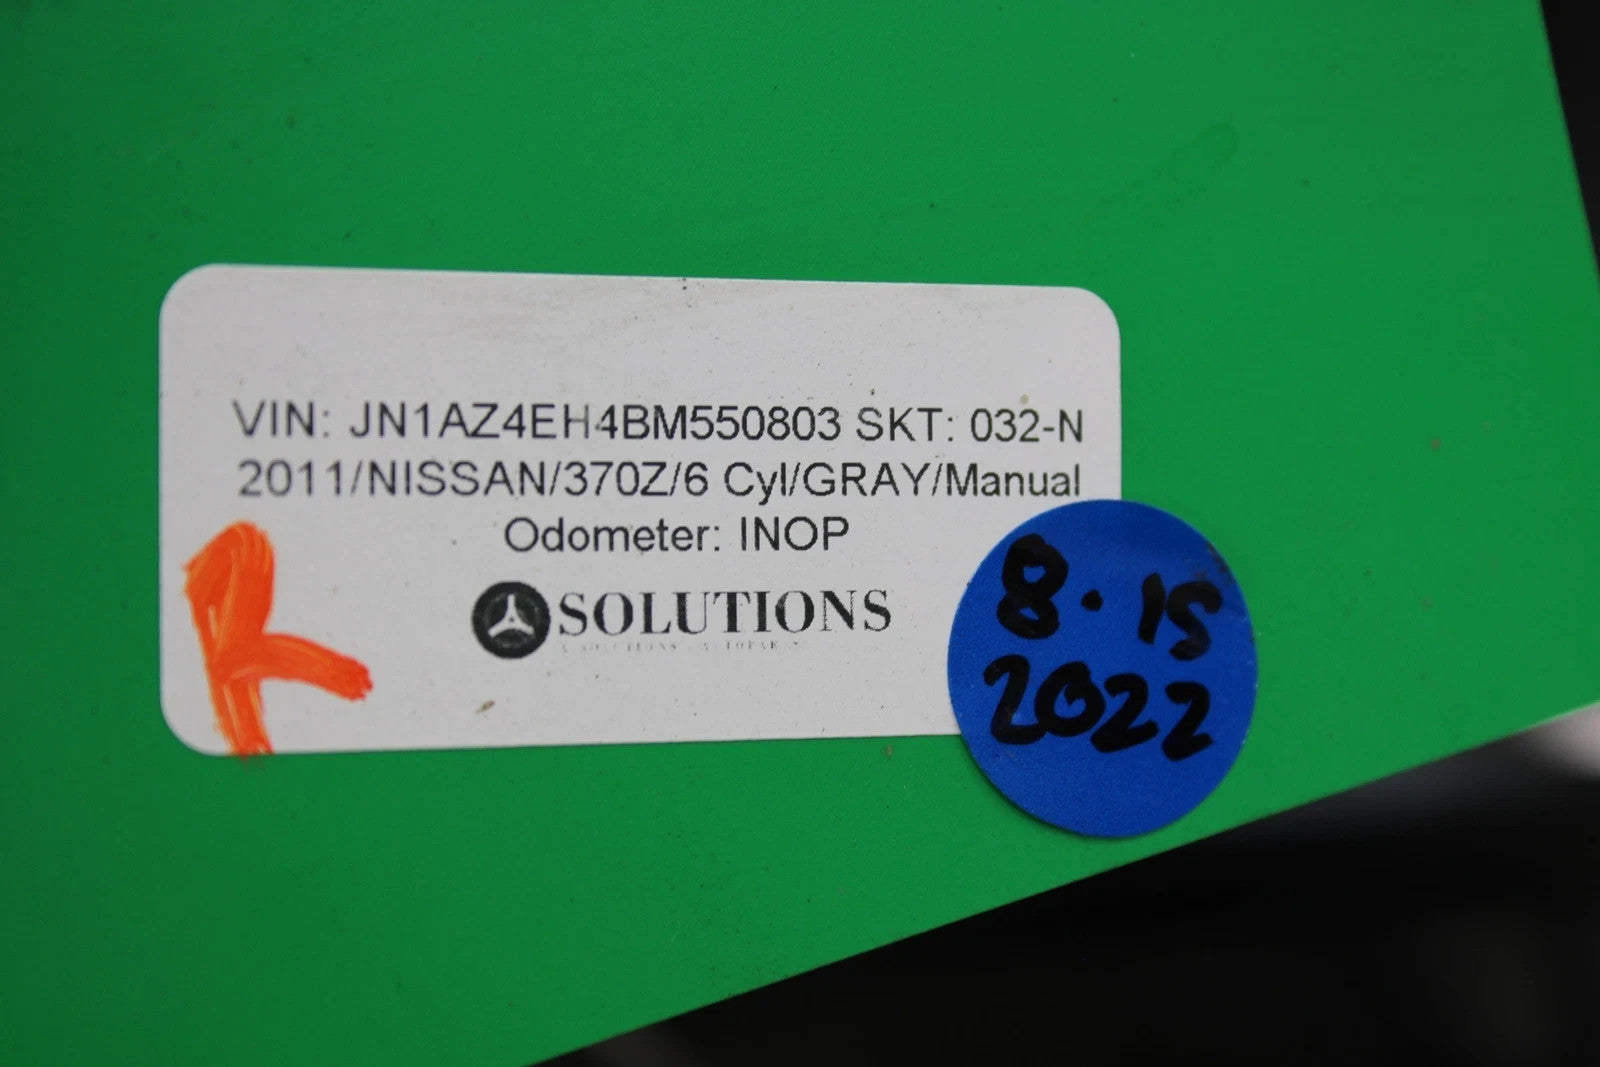 VIN: JN1AZ4EH4BM550803 SKT: 032-N
2011/NISSAN/370Z/6 Cyl/GRAY/Manual
Odometer: INOP
SOLUTIONS
R
8.15
2022